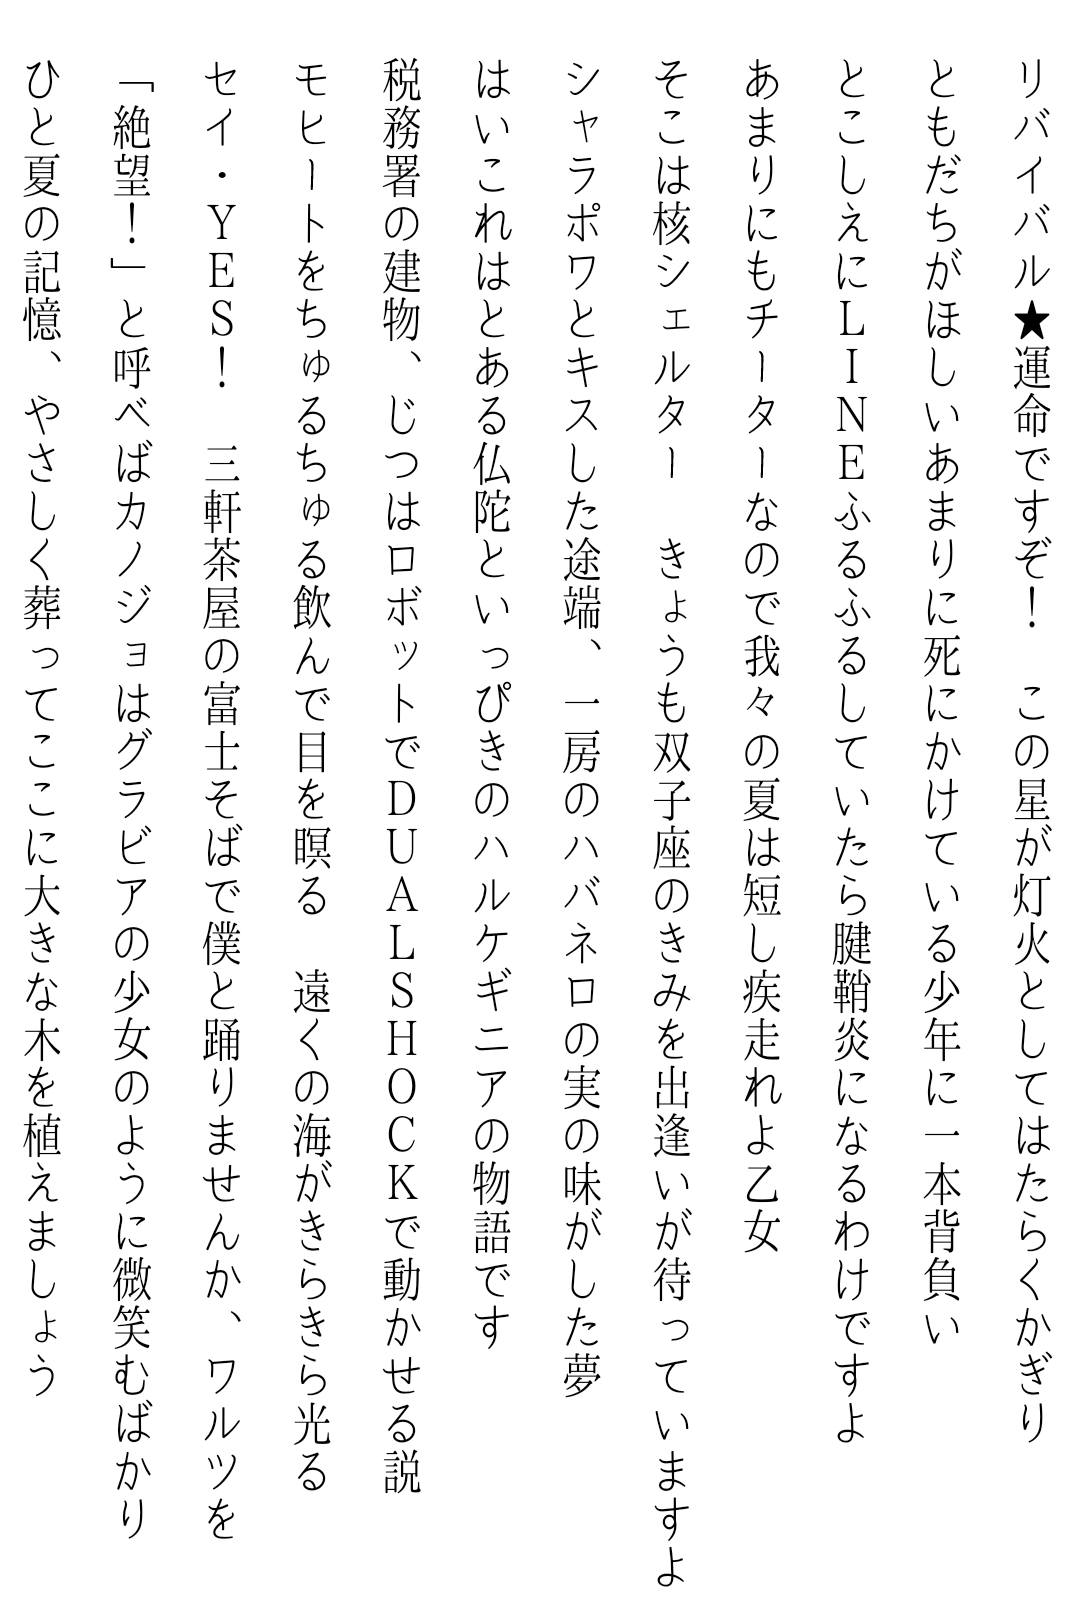 リバイバル★運命ですぞ！　この星が灯火としてはたらくかぎり
ともだちがほしいあまりに死にかけている少年に一本背負い
とこしえにＬＩＮＥふるふるしていたら腱鞘炎になるわけですよ
あまりにもチーターなので我々の夏は短し疾走れよ乙女
そこは核シェルター　きょうも双子座のきみを出逢いが待っていますよ
シャラポワとキスした途端、一房のハバネロの実の味がした夢
はいこれはとある仏陀といっぴきのハルケギニアの物語です
税務署の建物、じつはロボットでＤＵＡＬＳＨＯＣＫで動かせる説
モヒートをちゅるちゅる飲んで目を瞑る　遠くの海がきらきら光る
セイ・ＹＥＳ！　三軒茶屋の富士そばで僕と踊りませんか、ワルツを
「絶望！」と呼べばカノジョはグラビアの少女のように微笑むばかり
ひと夏の記憶、やさしく葬ってここに大きな木を植えましょう